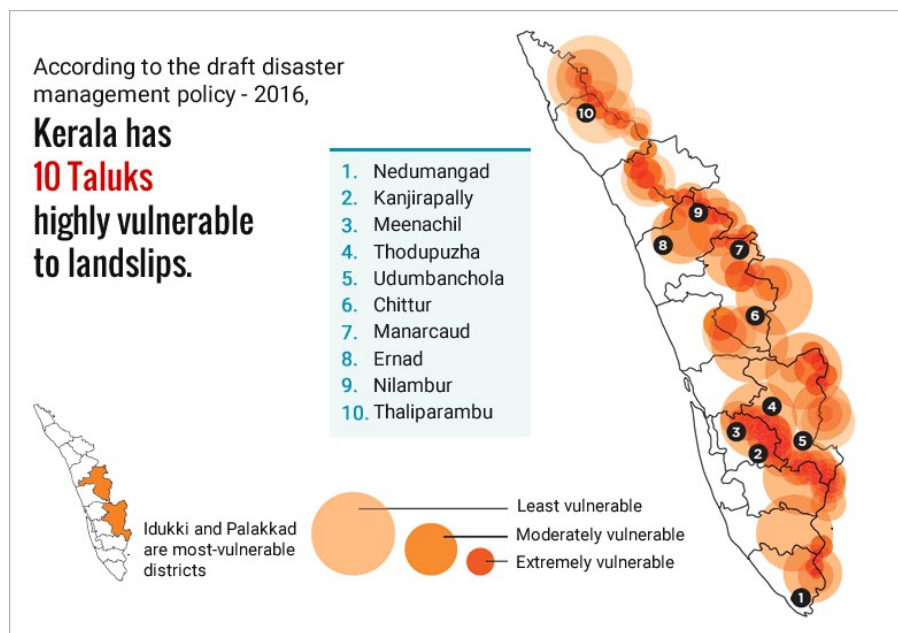 According to the draft disaster
management policy - 2016,
Kerala has
10 Taluks
highly vulnerable
to landslips.
1. Nedumangad
2. Kanjirapally
3. Meenachil
4. Thodupuzha
5. Udumbanchola
6. Chittur
7. Manarcaud
8. Ernad
9. Nilambur
10. Thaliparambu
10
9
8
7
6
4
3
5
2
1
Idukki and Palakkad
are most-vulnerable
districts
Least vulnerable
Moderately vulnerable
Extremely vulnerable